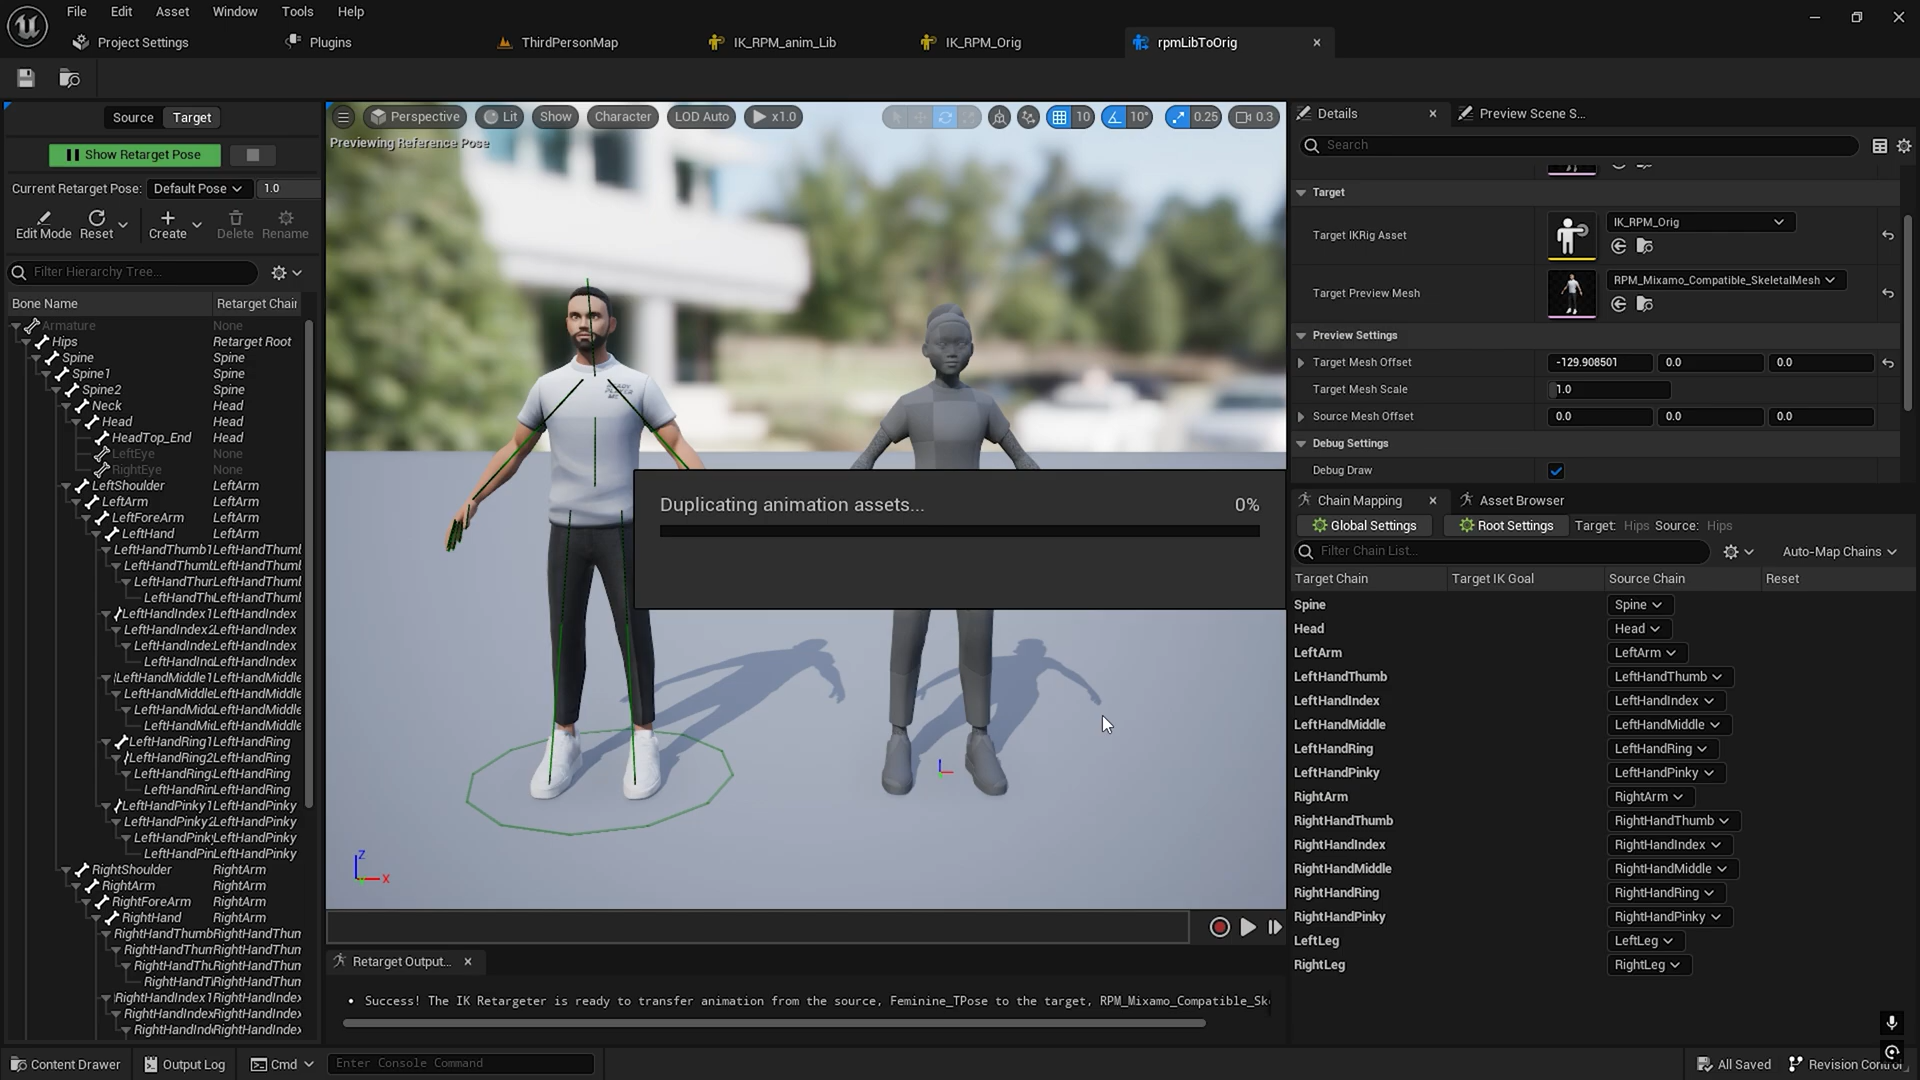 File Edit Asset Window Tools Help
Project Settings Plugins ThirdPersonMap IK_RPM_anim_Lib IK_RPM_Orig rpmLibToOrig
Source Target
Show Retarget Pose
Current Retarget Pose: Default Pose 1.0
Edit Mode Reset Create Delete Rename
Filter Hierarchy Tree...
Bone Name Retarget Chain
Armature None
Hips Retarget Root
Spine Spine
Spine1 Spine
Spine2 Spine
Neck Head
Head Head
HeadTop_End Head
LeftEye None
RightEye None
LeftShoulder LeftArm
LeftArm LeftArm
LeftForeArm LeftArm
LeftHand LeftArm
LeftHandThumb1 LeftHandThumb
LeftHandThuml LeftHandThumb
LeftHandThur LeftHandThumb
LeftHandTh LeftHandThumb
LeftHandIndex1 LeftHandIndex
LeftHandIndex2 LeftHandIndex
LeftHandInde LeftHandIndex
LeftHandInd LeftHandIndex
LeftHandMiddle1 LeftHandMiddle
LeftHandMiddle LeftHandMiddle
LeftHandMidd LeftHandMiddle
LeftHandMi LeftHandMiddle
LeftHandRing1 LeftHandRing
LeftHandRing2 LeftHandRing
LeftHandRing LeftHandRing
LeftHandRin LeftHandRing
LeftHandPinky1 LeftHandPinky
LeftHandPinky2 LeftHandPinky
LeftHandPink LeftHandPinky
LeftHandPin LeftHandPinky
RightShoulder RightArm
RightArm RightArm
RightForeArm RightArm
RightHand RightArm
RightHandThumb RightHandThun
RightHandThur RightHandThun
RightHandThu RightHandThun
RightHandT RightHandThun
RightHandIndex1 RightHandIndex
RightHandIndex RightHandIndex
RightHandInd RightHandIndex
Perspective Lit Show Character LOD Auto x1.0 10 10° 0.25 0.3
Previewing Reference Pose
READY
PLAYER
ME
Duplicating animation assets... 0%
Z
X
Retarget Output...
Success! The IK Retargeter is ready to transfer animation from the source, Feminine_TPose to the target, RPM_Mixamo_Compatible_Sk
Details Preview Scene S...
Search
Target
Target IKRig Asset IK_RPM_Orig
Target Preview Mesh RPM_Mixamo_Compatible_SkeletalMesh
Preview Settings
Target Mesh Offset -129.908501 0.0 0.0
Target Mesh Scale 1.0
Source Mesh Offset 0.0 0.0 0.0
Debug Settings
Debug Draw
Chain Mapping Asset Browser
Global Settings Root Settings Target: Hips Source: Hips
Filter Chain List... Auto-Map Chains
Target Chain Target IK Goal Source Chain Reset
Spine Spine
Head Head
LeftArm LeftArm
LeftHandThumb LeftHandThumb
LeftHandIndex LeftHandIndex
LeftHandMiddle LeftHandMiddle
LeftHandRing LeftHandRing
LeftHandPinky LeftHandPinky
RightArm RightArm
RightHandThumb RightHandThumb
RightHandIndex RightHandIndex
RightHandMiddle RightHandMiddle
RightHandRing RightHandRing
RightHandPinky RightHandPinky
LeftLeg LeftLeg
RightLeg RightLeg
Content Drawer Output Log Cmd Enter Console Command All Saved Revision Control